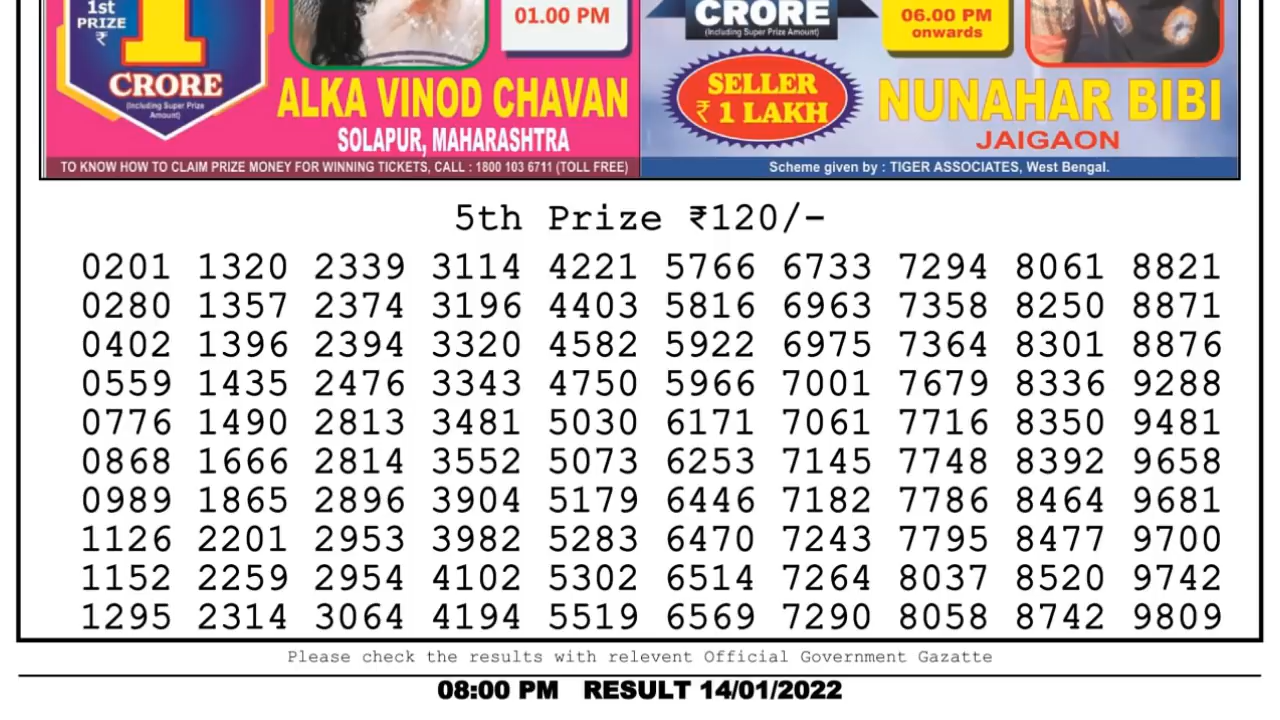 1st
PRIZE
₹
1
CRORE
(Including Super Prize
Amount)
01.00 PM
ALKA VINOD CHAVAN
SOLAPUR, MAHARASHTRA
TO KNOW HOW TO CLAIM PRIZE MONEY FOR WINNING TICKETS, CALL : 1800 103 6711 (TOLL FREE)
CRORE
(Including Super Prize Amount)
06.00 PM
onwards
SELLER
₹ 1 LAKH
NUNAHAR BIBI
JAIGAON
Scheme given by : TIGER ASSOCIATES, West Bengal.
5th Prize ₹120/-
0201 1320 2339 3114 4221 5766 6733 7294 8061 8821
0280 1357 2374 3196 4403 5816 6963 7358 8250 8871
0402 1396 2394 3320 4582 5922 6975 7364 8301 8876
0559 1435 2476 3343 4750 5966 7001 7679 8336 9288
0776 1490 2813 3481 5030 6171 7061 7716 8350 9481
0868 1666 2814 3552 5073 6253 7145 7748 8392 9658
0989 1865 2896 3904 5179 6446 7182 7786 8464 9681
1126 2201 2953 3982 5283 6470 7243 7795 8477 9700
1152 2259 2954 4102 5302 6514 7264 8037 8520 9742
1295 2314 3064 4194 5519 6569 7290 8058 8742 9809
Please check the results with relevent Official Government Gazatte
08:00 PM RESULT 14/01/2022